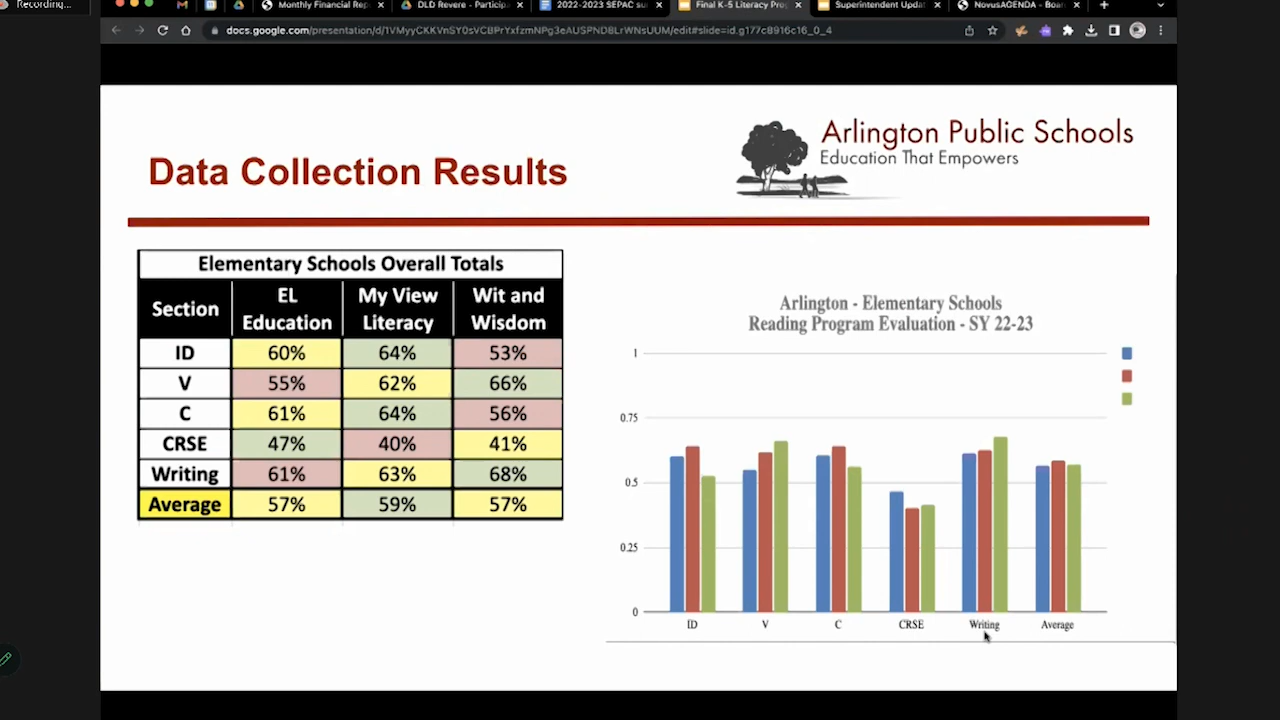 Recording...
Monthly Financial Rep
DLD Revere - Particip
2022-2023 SEPAC su
Final K-5 Literacy Pro
Superintendent Updat
NovusAGENDA - Boar
docs.google.com/presentation/d/1VMyyCKKVnSY0sVCBPrYxfzmNPg3eAUSPNDBLrWNsUUM/edit#slide=id.g177c8916c16_0_4
Arlington Public Schools
Education That Empowers
Data Collection Results
Elementary Schools Overall Totals
Section EL Education My View Literacy Wit and Wisdom
ID 60% 64% 53%
V 55% 62% 66%
C 61% 64% 56%
CRSE 47% 40% 41%
Writing 61% 63% 68%
Average 57% 59% 57%
Arlington - Elementary Schools
Reading Program Evaluation - SY 22-23
1
0.75
0.5
0.25
0
ID V C CRSE Writing Average